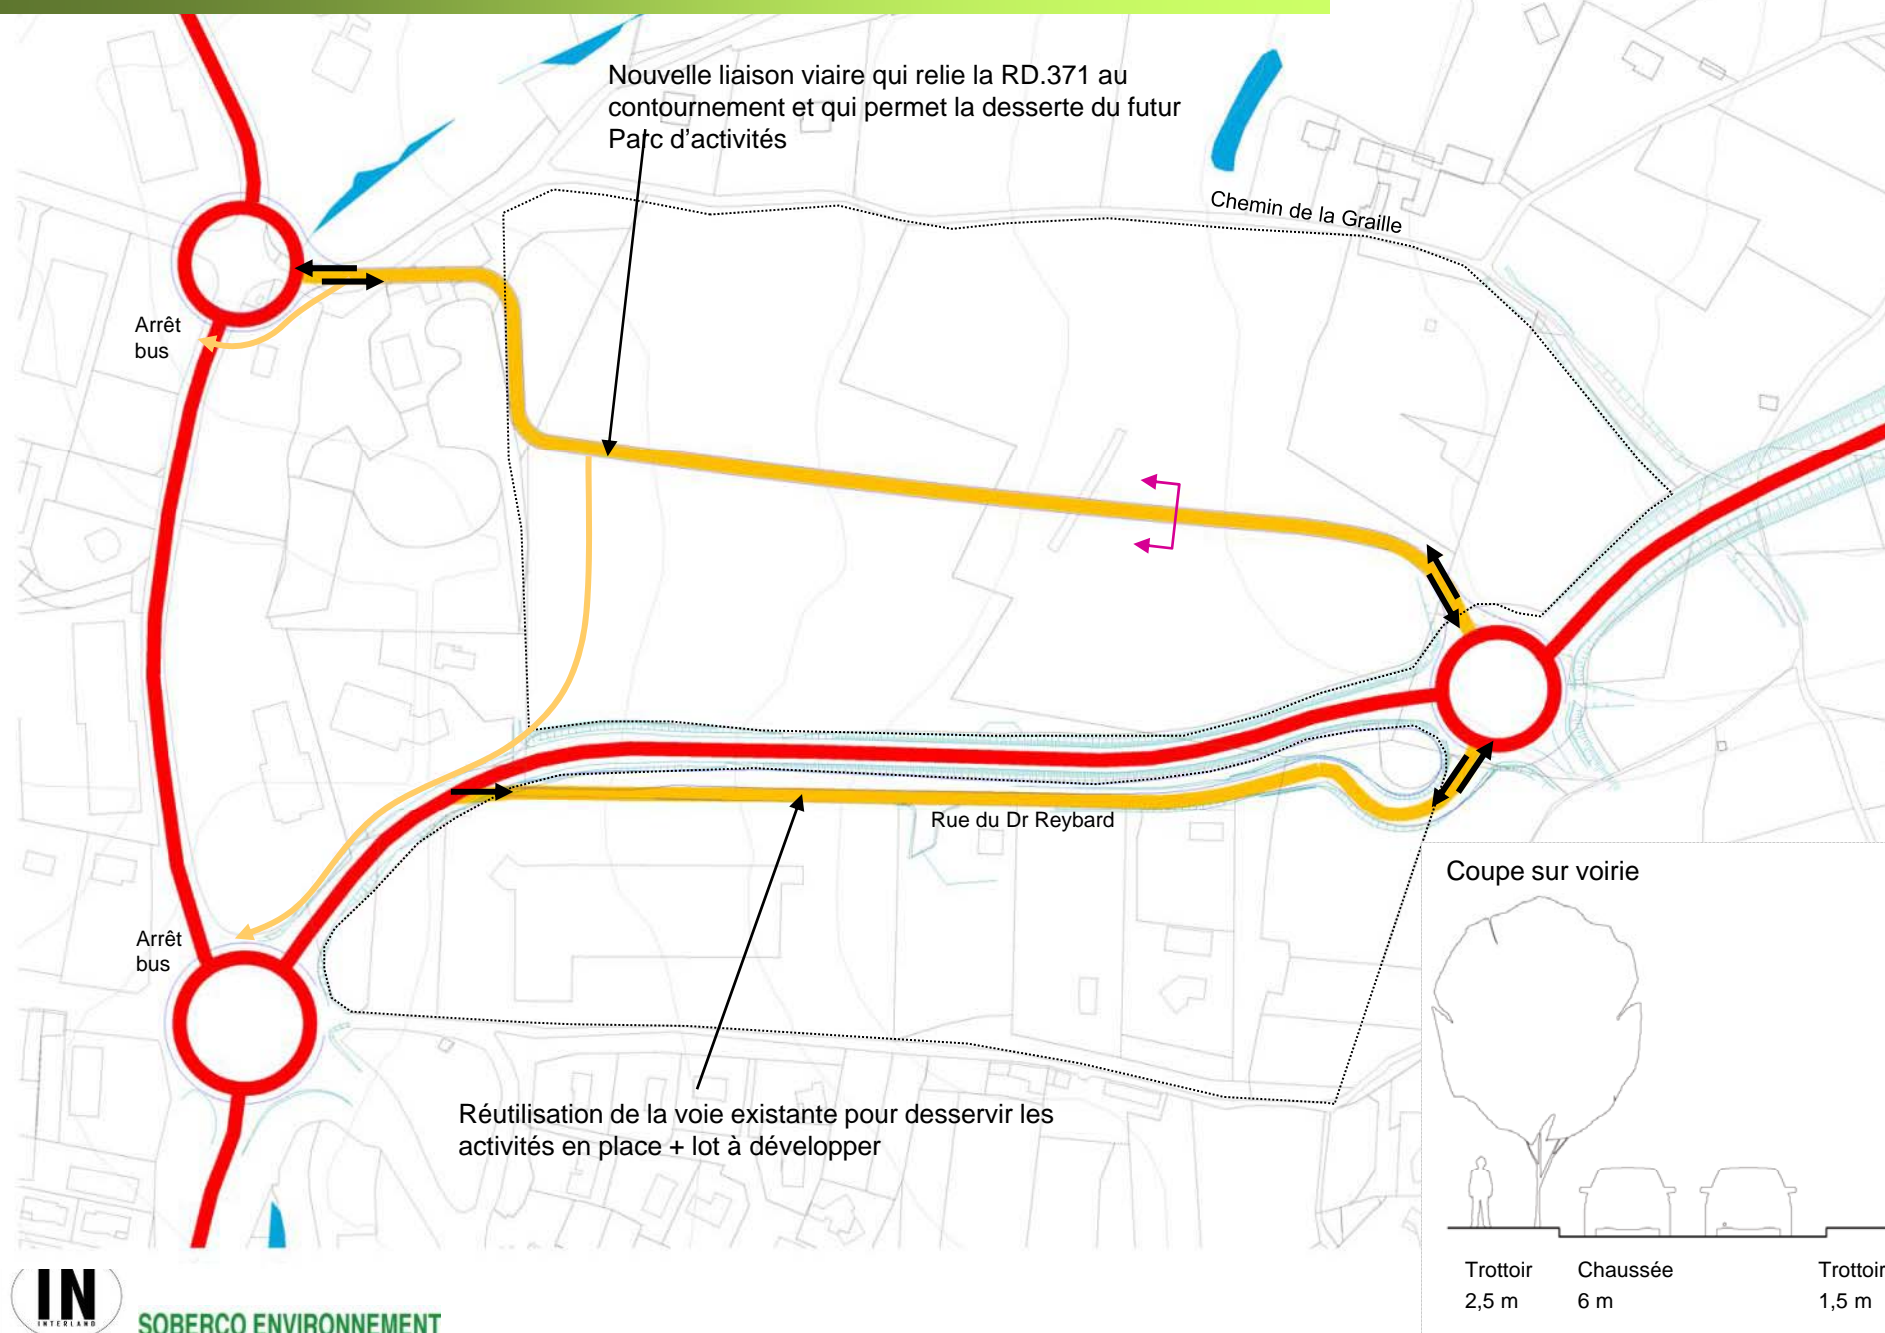 Nouvelle liaison viaire qui relie la RD.371 au
contournement et qui permet la desserte du futur
Parc d'activités
Chemin de la Graille
Arrêt
bus
Rue du Dr Reybard
Coupe sur voirie
Arrêt
bus
Réutilisation de la voie existante pour desservir les
activités en place + lot à développer
Trottoir
2,5 m
Chaussée
6 m
Trottoir
1,5 m
IN
INTERLAND
SOBERCO ENVIRONNEMENT